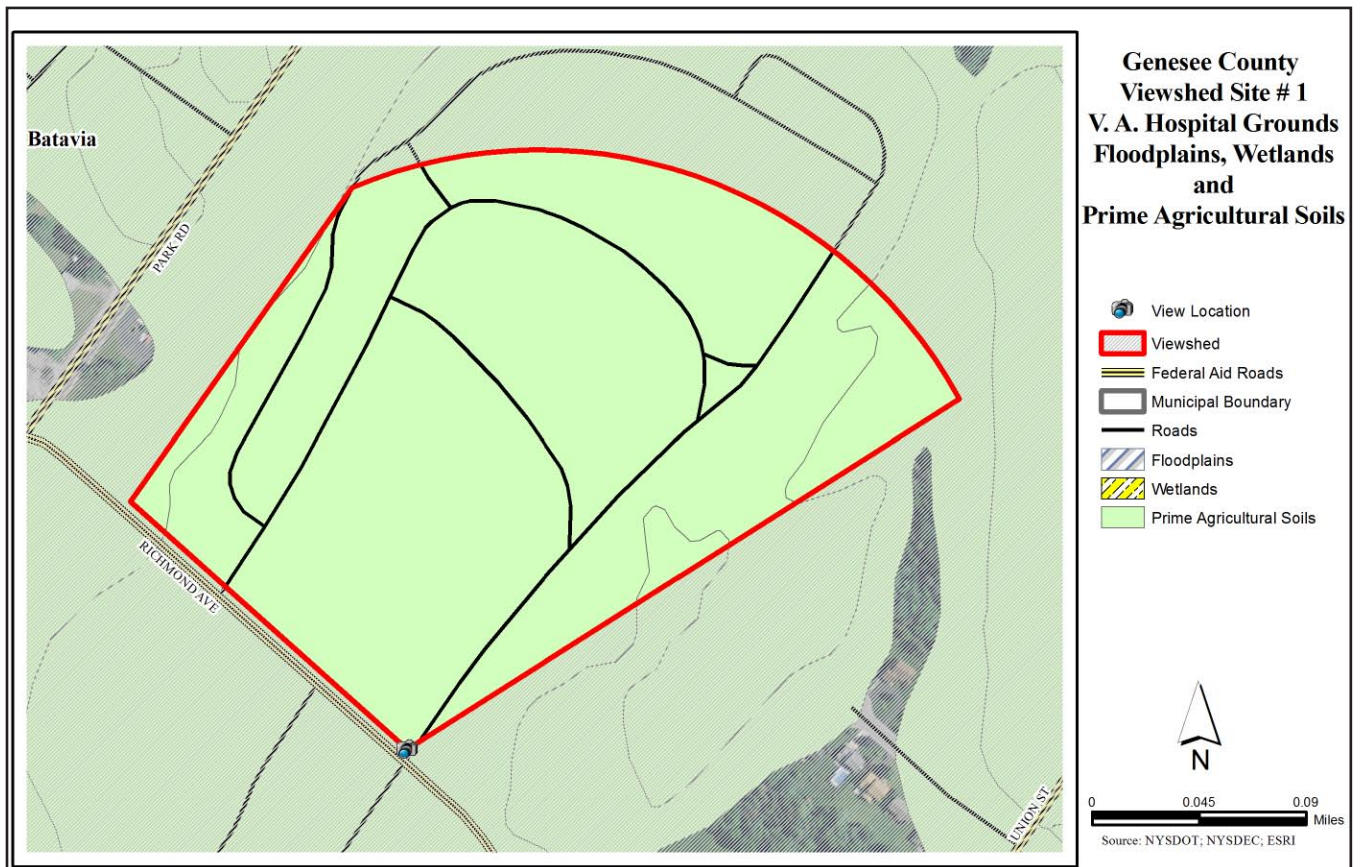 Batavia
PARK RD
RICHMOND AVE
UNION ST
Genesee County
Viewshed Site # 1
V. A. Hospital Grounds
Floodplains, Wetlands
and
Prime Agricultural Soils
View Location
Viewshed
Federal Aid Roads
Municipal Boundary
Roads
Floodplains
Wetlands
Prime Agricultural Soils
N
0 0.045 0.09
Miles
Source: NYSDOT; NYSDEC; ESRI